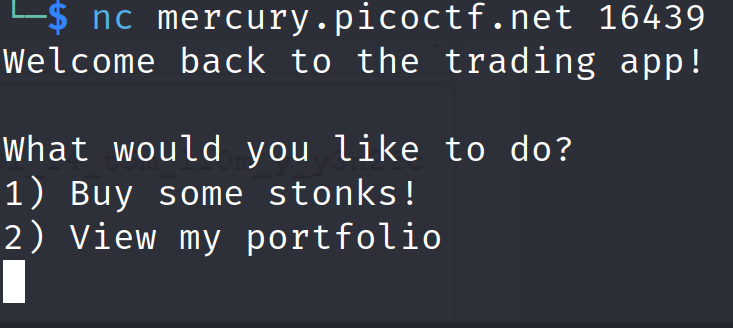 └─$ nc mercury.picoctf.net 16439
Welcome back to the trading app!
What would you like to do?
1) Buy some stonks!
2) View my portfolio